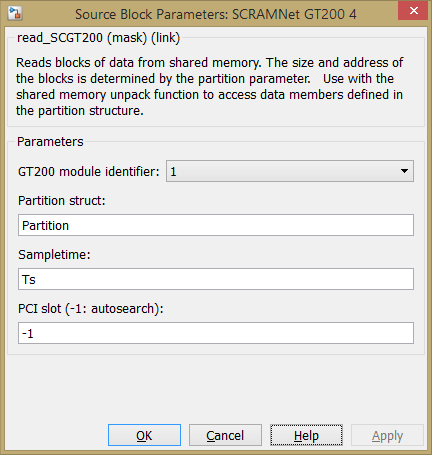 Source Block Parameters: SCRAMNet GT200 4
read_SCGT200 (mask) (link)
Reads blocks of data from shared memory. The size and address of
the blocks is determined by the partition parameter.   Use with the
shared memory unpack function to access data members defined in
the partition structure.
Parameters
GT200 module identifier: 1
Partition struct:
Partition
Sampletime:
Ts
PCI slot (-1: autosearch):
-1
OK Cancel Help Apply